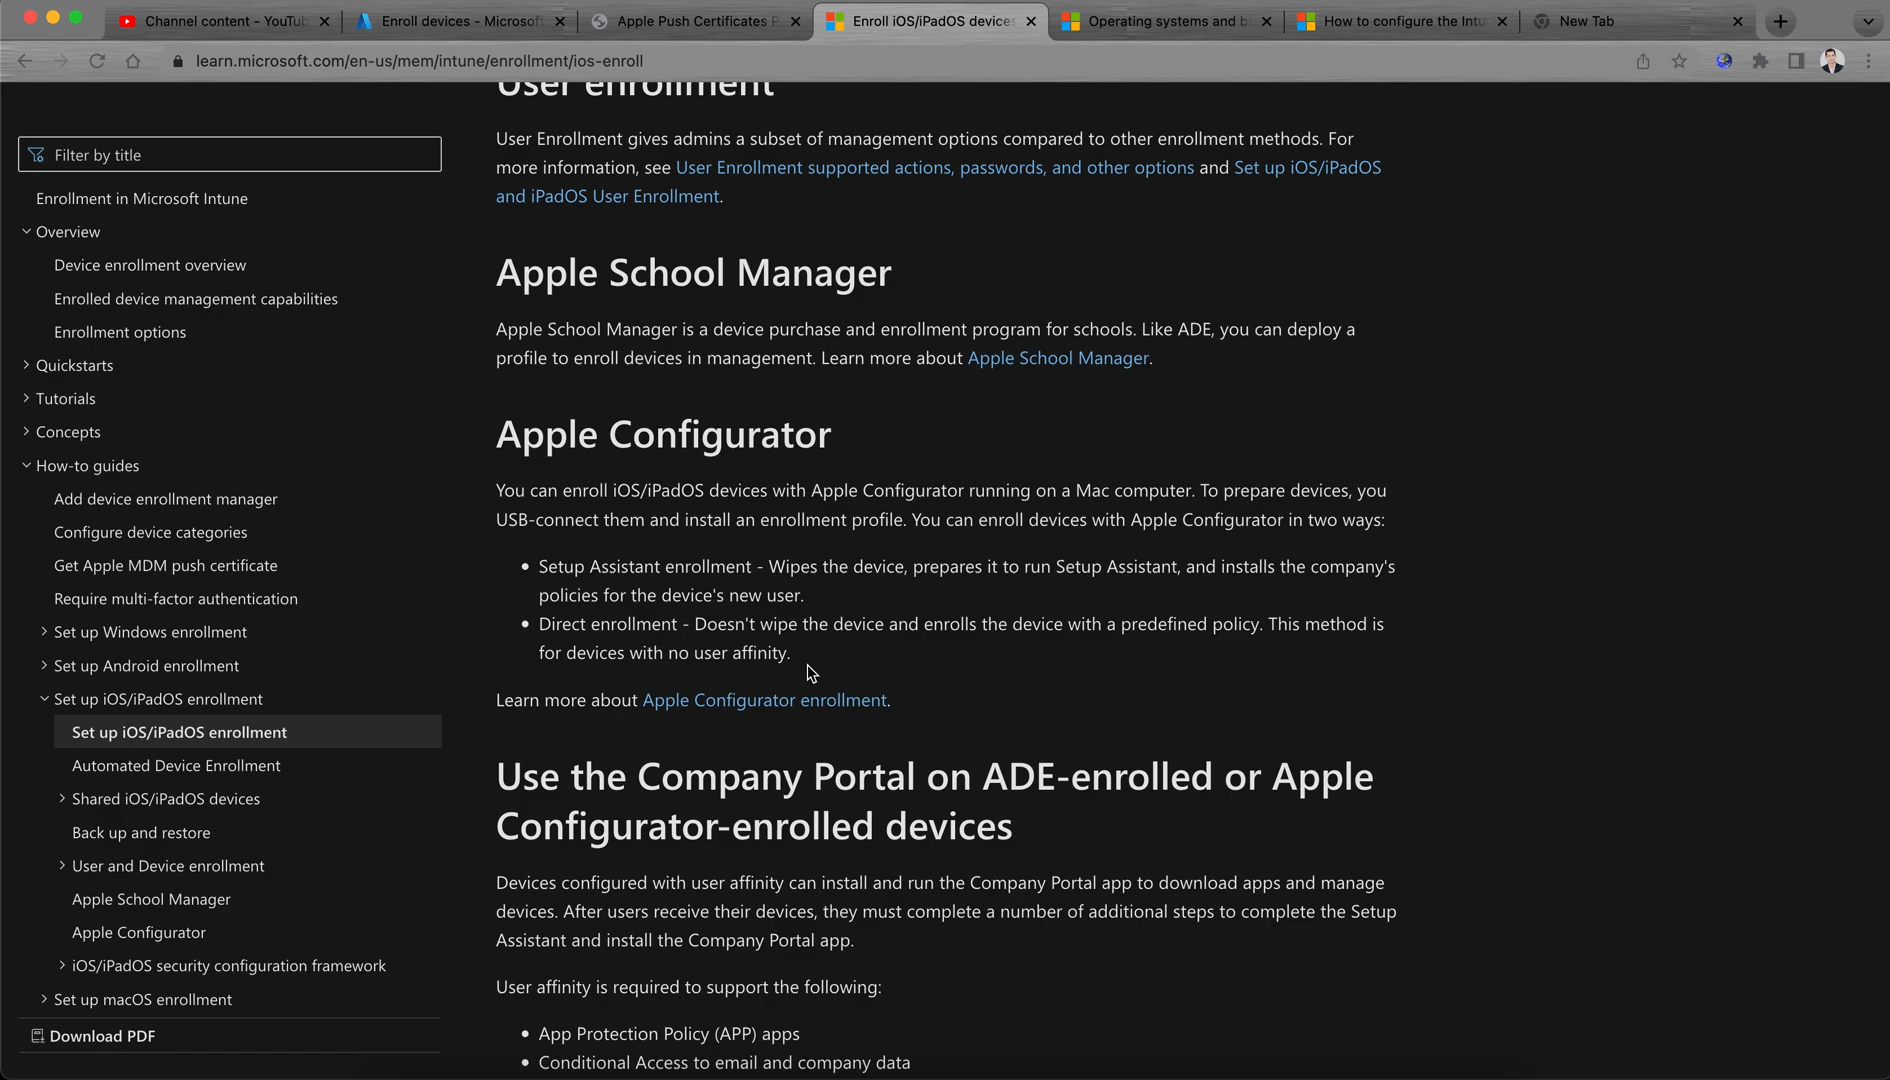 Channel content - YouTub
Enroll devices - Microsoft
Apple Push Certificates P
Enroll iOS/iPadOS devices
Operating systems and b
How to configure the Intu
New Tab
learn.microsoft.com/en-us/mem/intune/enrollment/ios-enroll
Filter by title
Enrollment in Microsoft Intune
Overview
Device enrollment overview
Enrolled device management capabilities
Enrollment options
Quickstarts
Tutorials
Concepts
How-to guides
Add device enrollment manager
Configure device categories
Get Apple MDM push certificate
Require multi-factor authentication
Set up Windows enrollment
Set up Android enrollment
Set up iOS/iPadOS enrollment
Set up iOS/iPadOS enrollment
Automated Device Enrollment
Shared iOS/iPadOS devices
Back up and restore
User and Device enrollment
Apple School Manager
Apple Configurator
iOS/iPadOS security configuration framework
Set up macOS enrollment
Download PDF
User enrollment
User Enrollment gives admins a subset of management options compared to other enrollment methods. For
more information, see User Enrollment supported actions, passwords, and other options and Set up iOS/iPadOS
and iPadOS User Enrollment.
Apple School Manager
Apple School Manager is a device purchase and enrollment program for schools. Like ADE, you can deploy a
profile to enroll devices in management. Learn more about Apple School Manager.
Apple Configurator
You can enroll iOS/iPadOS devices with Apple Configurator running on a Mac computer. To prepare devices, you
USB-connect them and install an enrollment profile. You can enroll devices with Apple Configurator in two ways:
• Setup Assistant enrollment - Wipes the device, prepares it to run Setup Assistant, and installs the company's
policies for the device's new user.
• Direct enrollment - Doesn't wipe the device and enrolls the device with a predefined policy. This method is
for devices with no user affinity.
Learn more about Apple Configurator enrollment.
Use the Company Portal on ADE-enrolled or Apple
Configurator-enrolled devices
Devices configured with user affinity can install and run the Company Portal app to download apps and manage
devices. After users receive their devices, they must complete a number of additional steps to complete the Setup
Assistant and install the Company Portal app.
User affinity is required to support the following:
• App Protection Policy (APP) apps
• Conditional Access to email and company data